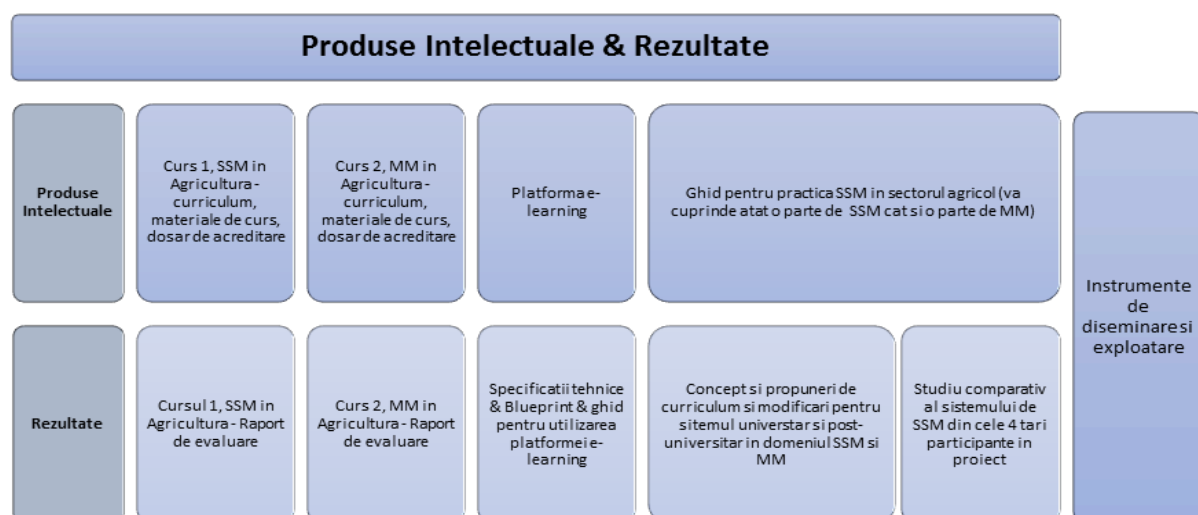 Produse Intelectuale & Rezultate
Produse
Intelectuale
Curs 1, SSM in
Agricultura -
curriculum,
materiale de curs,
dosar de acreditare
Curs 2, MM in
Agricultura -
curriculum,
materiale de curs,
dosar de acreditare
Platforma e-
learning
Ghid pentru practica SSM in sectorul agricol (va
cuprinde atat o parte de SSM cat si o parte de MM)
Instrumente
de
diseminare si
exploatare
Rezultate
Cursul 1, SSM in
Agricultura - Raport
de evaluare
Curs 2, MM in
Agricultura - Raport
de evaluare
Specificatii tehnice
& Blueprint & ghid
pentru utilizarea
platformei e-
learning
Concept si propuneri de
curriculum si modificari pentru
sitemul universtar si post-
universitar in domeniul SSM si
MM
Studiu comparativ
al sistemului de
SSM din cele 4 tari
participante in
proiect